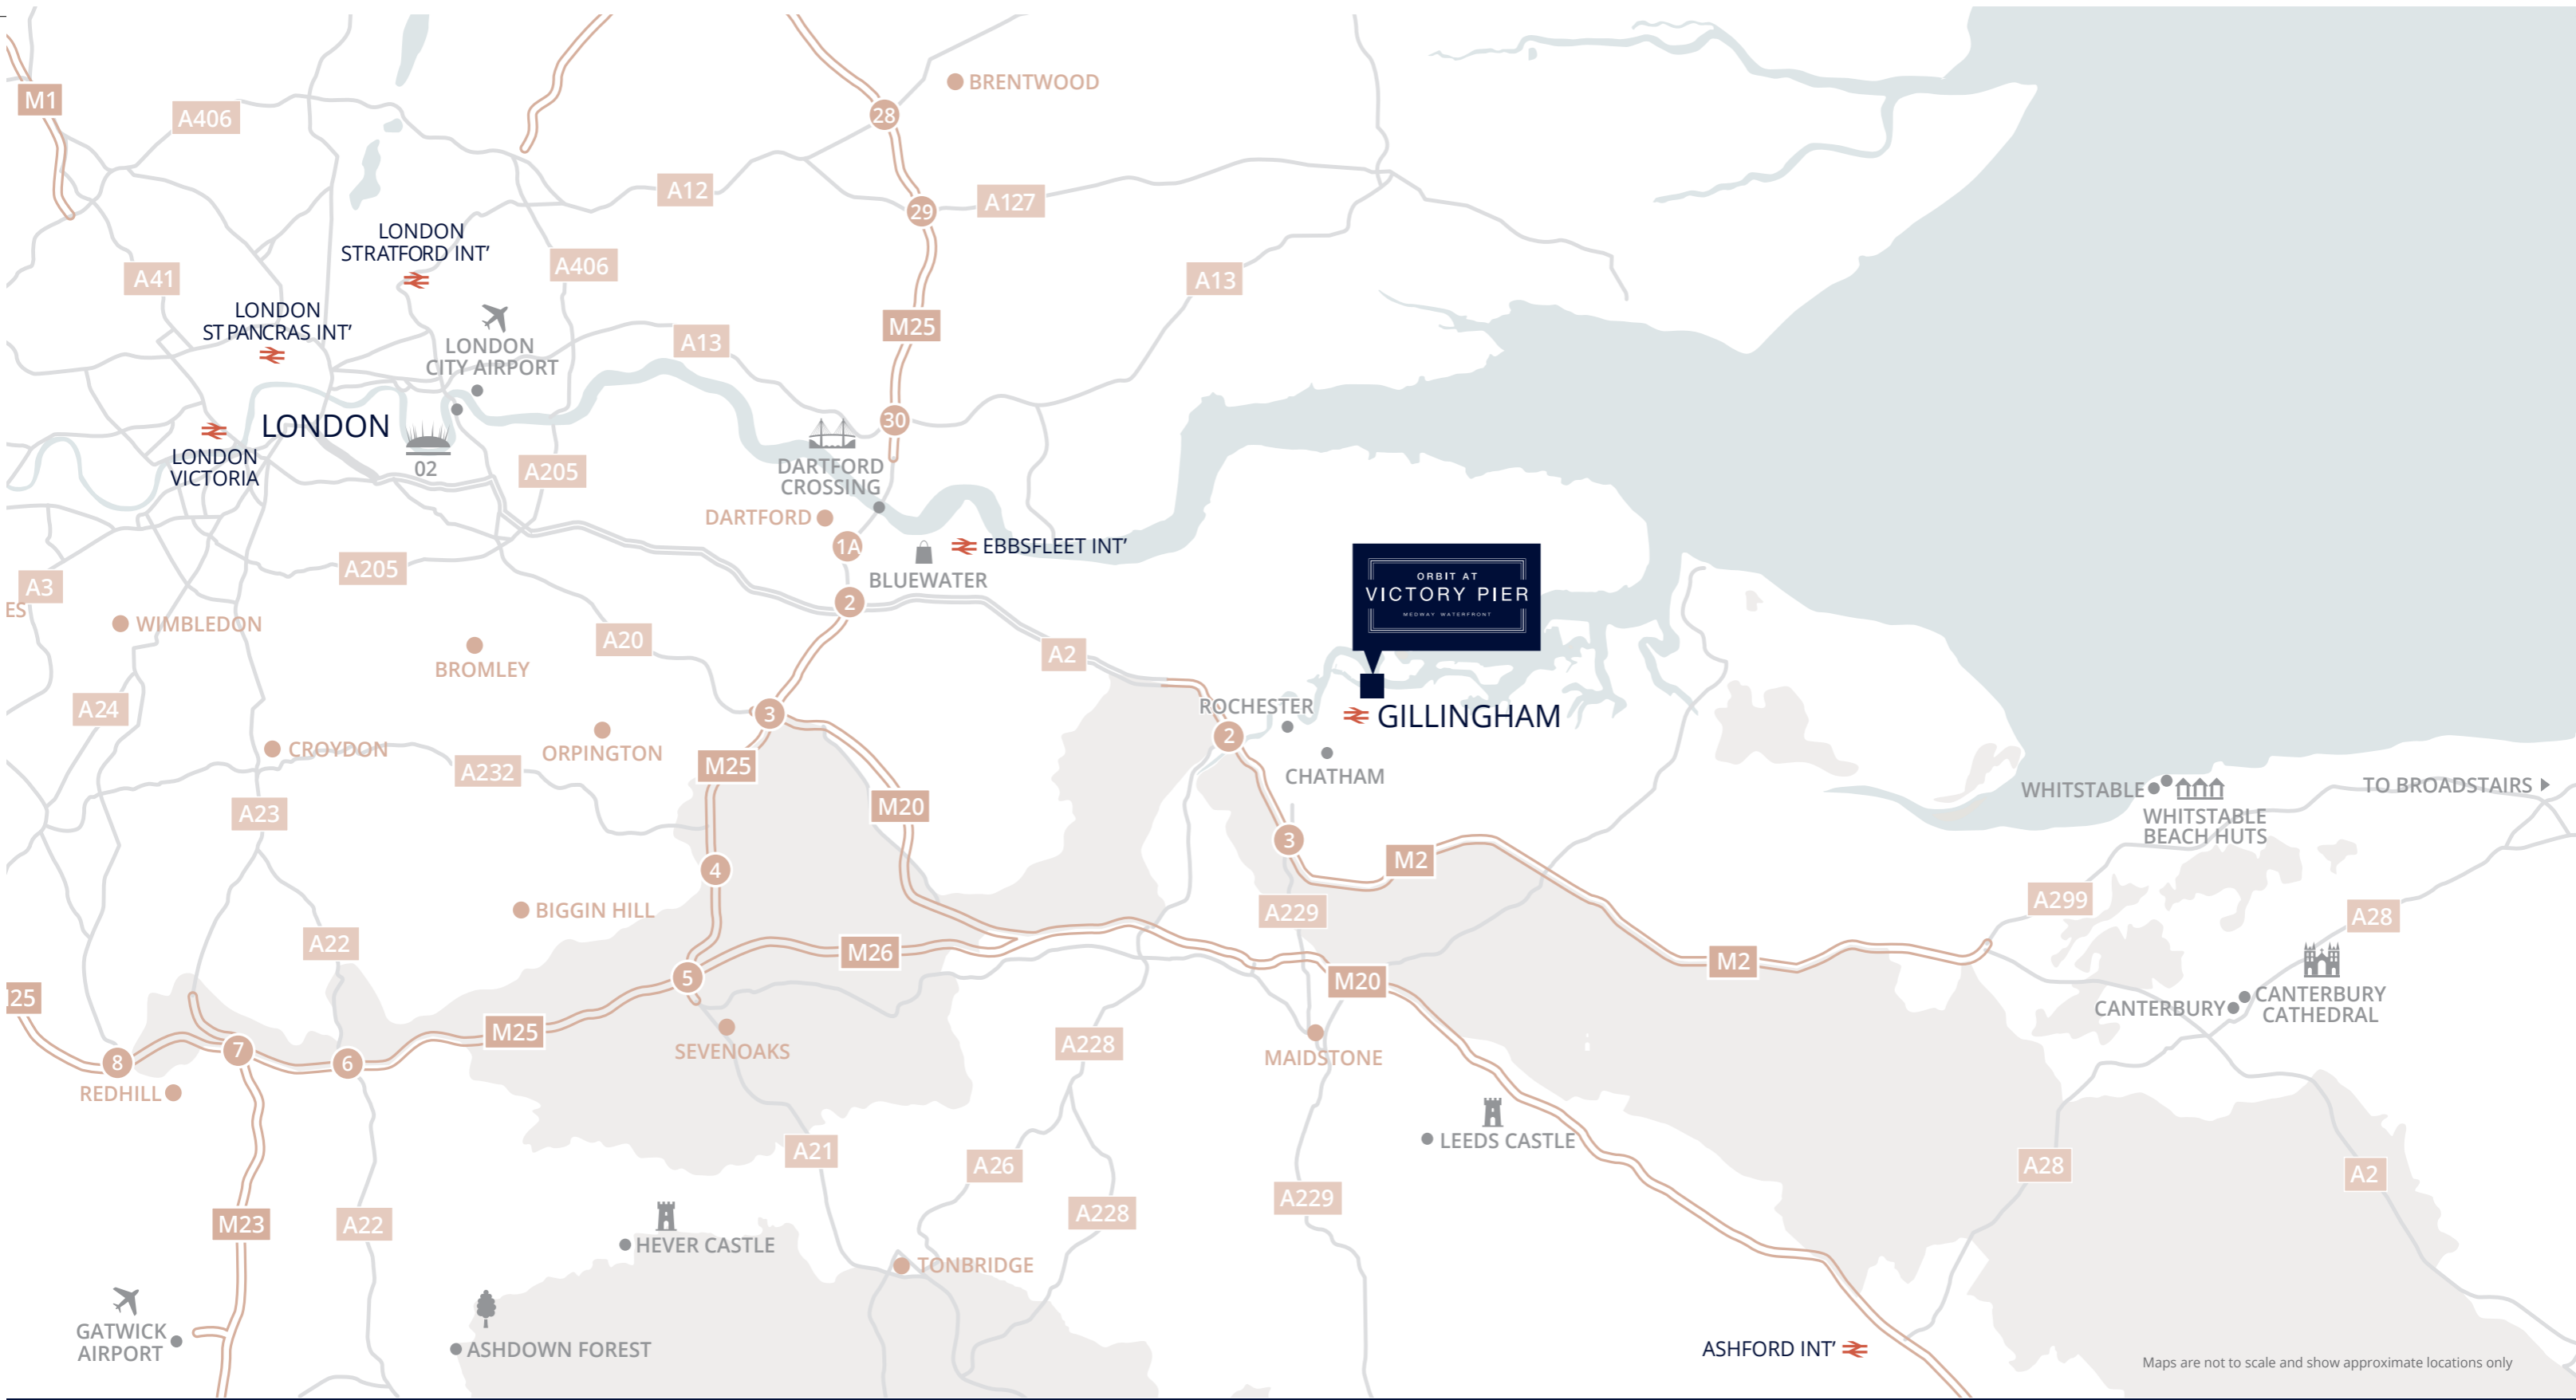 BRENTWOOD
M1
28
A406
A12
29
A127
LONDON
STRATFORD INT’
A406
A41
A13
LONDON
ST PANCRAS INT’
M25
LONDON
CITY AIRPORT
A13
LONDON
30
LONDON
VICTORIA
02
A205
DARTFORD
CROSSING
DARTFORD
1A
EBBSFLEET INT’
BLUEWATER
A205
A3
ES
2
ORBIT AT
VICTORY PIER
MEDWAY WATERFRONT
WIMBLEDON
A20
A2
BROMLEY
A24
3
ROCHESTER
GILLINGHAM
2
CROYDON
ORPINGTON
M25
A232
CHATHAM
WHITSTABLE
WHITSTABLE
BEACH HUTS
TO BROADSTAIRS
A23
M20
3
M2
4
BIGGIN HILL
A229
A299
A28
A22
M26
M2
5
M20
25
CANTERBURY
CANTERBURY
CATHEDRAL
M25
8
7
6
SEVENOAKS
A228
MAIDSTONE
REDHILL
LEEDS CASTLE
A21
A26
A28
A2
A229
A228
M23
A22
HEVER CASTLE
TONBRIDGE
GATWICK
AIRPORT
ASHDOWN FOREST
ASHFORD INT’
Maps are not to scale and show approximate locations only